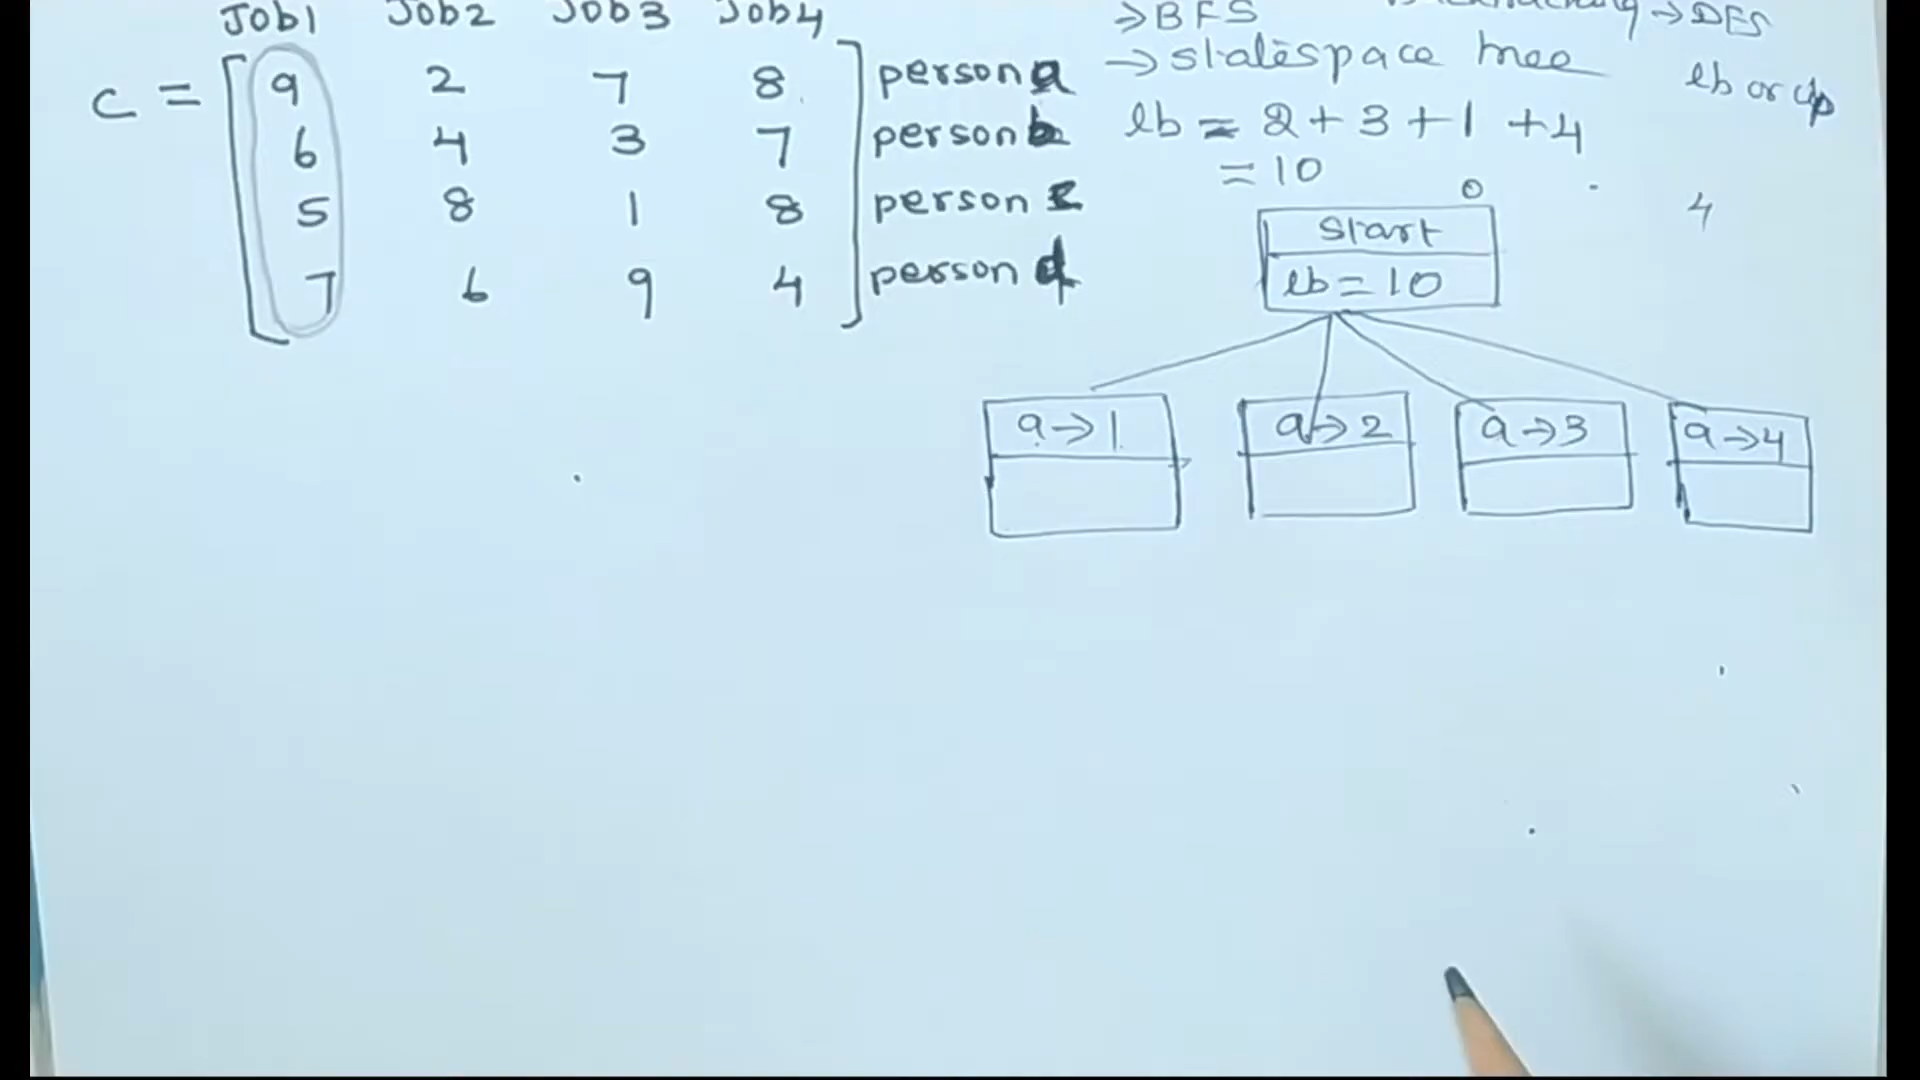 Job1 Job2 Job3 Job4
C = 9 2 7 8 person a
6 4 3 7 person b
5 8 1 8 person c
7 6 9 4 person d
→BFS
→DFS
→statespace tree
lb or up
lb = 2+3+1+4
= 10
0
4
start
lb = 10
a→1 a→2 a→3 a→4